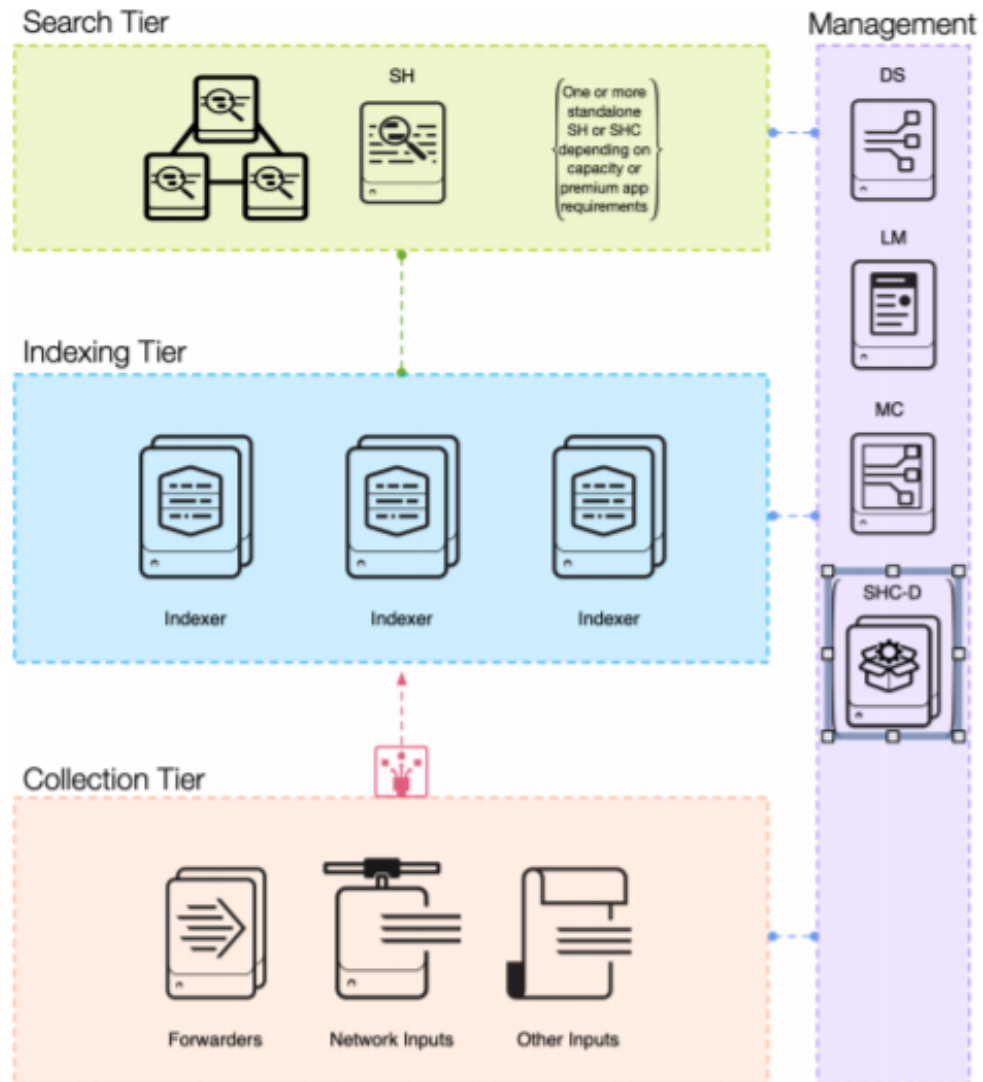 Search Tier
Management
SH
One or more
standalone
SH or SHC
depending on
capacity or
premium app
requirements
DS
LM
Indexing Tier
MC
Indexer
Indexer
Indexer
SHC-D
Collection Tier
Forwarders
Network Inputs
Other Inputs